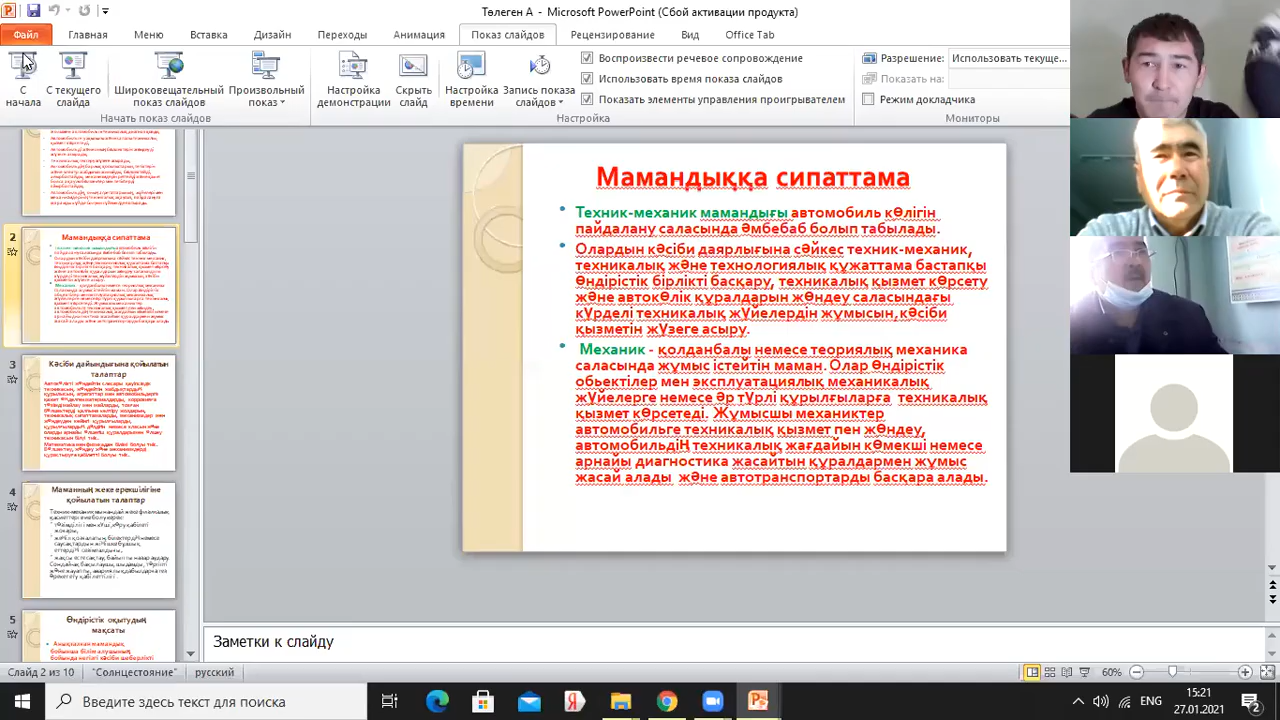 Төлеген А - Microsoft PowerPoint (Сбой активации продукта)
Файл Главная Меню Вставка Дизайн Переходы Анимация Показ слайдов Рецензирование Вид Office Tab
С начала
С текущего слайда
Широковещательный показ слайдов
Произвольный показ
Настройка демонстрации
Скрыть слайд
Настройка времени
Запись показа слайдов
Воспроизвести речевое сопровождение
Использовать время показа слайдов
Показать элементы управления проигрывателем
Разрешение: Использовать текуще...
Показать на:
Режим докладчика
Начать показ слайдов
Настройка
Мониторы
2
Мамандыққа сипаттама
3
Кәсіби дайындығына қойылатын
талаптар
4
Маманның жеке ерекшілігіне
қойылатын талаптар
5
Өндірістік оқытудың
мақсаты
Мамандыққа сипаттама
Техник-механик мамандығы автомобиль көлігін
пайдалану саласында әмбебаб болып табылады.
Олардын кәсіби даярлығына сәйкес техник-механик,
техникалық және технологиялық құжаттама бастапқы
өндірістік бірлікті басқару, техникалық қызмет көрсету
және автокөлік құралдарын жөндеу саласындағы
күрделі техникалық жүйелердін жұмысын,кәсіби
қызметін жүзеге асыру.
Механик - қолданбалы немесе теориялық механика
саласында жұмыс істейтін маман. Олар өндірістік
обьектілер мен эксплуатациялық механикалық
жүйелерге немесе әр түрлі құрылғыларға техникалық
қызмет көрсетеді. Жұмысшы механиктер
автомобильге техникалық қызмет пен жөндеу,
автомобильдің техникалық жағдайын көмекші немесе
арнайы диагностика жасайтын құралдармен жұмыс
жасай алады және автотранспортарды басқара алады.
Заметки к слайду
Слайд 2 из 10 "Солнцестояние" русский 60%
Введите здесь текст для поиска
ENG
15:21
27.01.2021
2